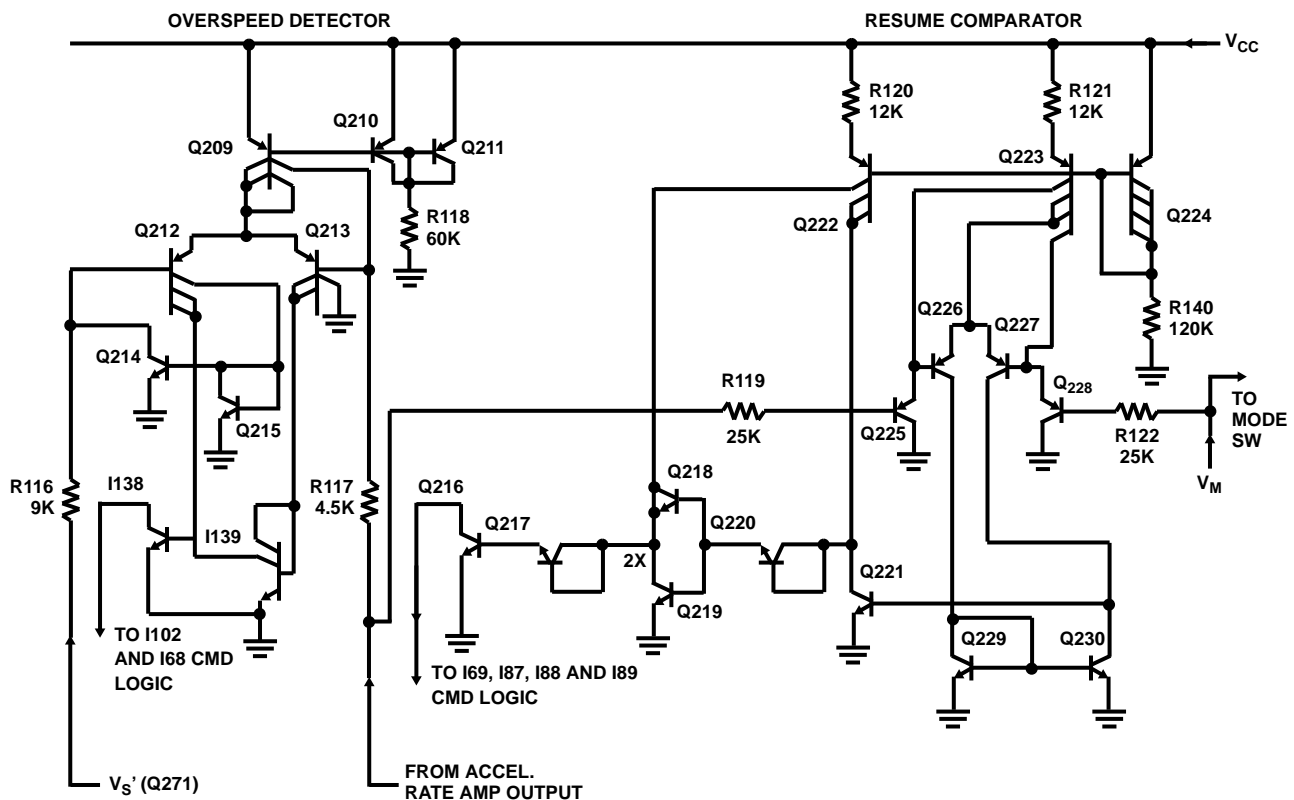 OVERSPEED DETECTOR
RESUME COMPARATOR
V_CC
R120
12K
R121
12K
Q210
Q209
Q211
Q223
Q222
Q224
R118
60K
Q212
Q213
Q226
Q227
R140
120K
Q214
Q215
R119
25K
Q225
Q228
R122
25K
TO
MODE
SW
V_M
R116
9K
I138
I139
R117
4.5K
Q216
Q217
Q218
Q220
2X
Q219
Q221
Q229
Q230
TO I102
AND I68 CMD
LOGIC
TO I69, I87, I88 AND I89
CMD LOGIC
V_S' (Q271)
FROM ACCEL.
RATE AMP OUTPUT